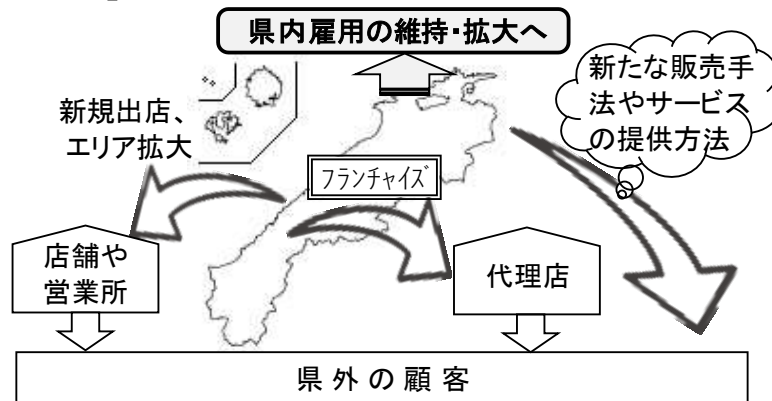 県内雇用の維持・拡大へ
新たな販売手
法やサービス
の提供方法
新規出店、
エリア拡大
フランチャイズ
店舗や
営業所
代理店
県外の顧客